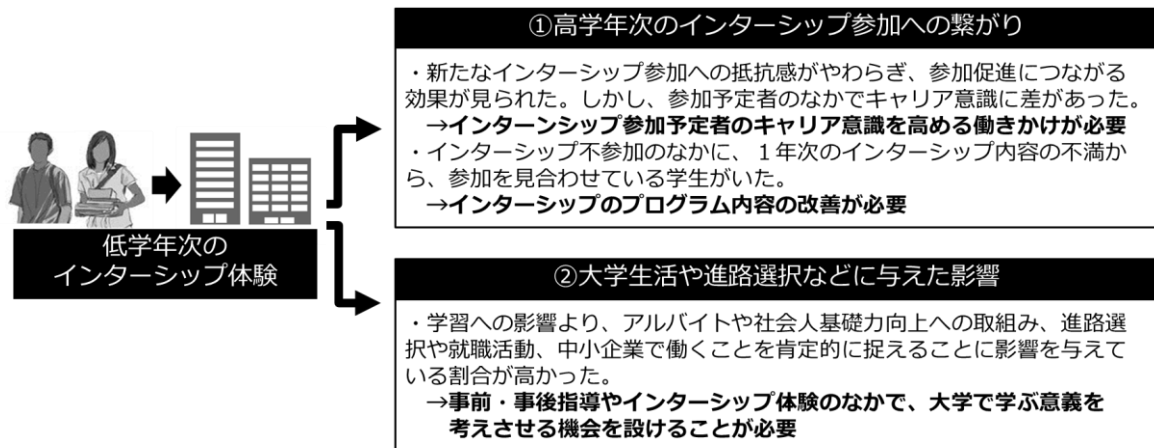 低学年次の
インターシップ体験
①高学年次のインターシップ参加への繋がり
・新たなインターシップ参加への抵抗感がやわらぎ、参加促進につながる
効果が見られた。しかし、参加予定者のなかでキャリア意識に差があった。
→インターンシップ参加予定者のキャリア意識を高める働きかけが必要
・インターシップ不参加のなかに、１年次のインターシップ内容の不満か
ら、参加を見合わせている学生がいた。
→インターシップのプログラム内容の改善が必要
②大学生活や進路選択などに与えた影響
・学習への影響より、アルバイトや社会人基礎力向上への取組み、進路選
択や就職活動、中小企業で働くことを肯定的に捉えることに影響を与えて
いる割合が高かった。
→事前・事後指導やインターシップ体験のなかで、大学で学ぶ意義を
考えさせる機会を設けることが必要